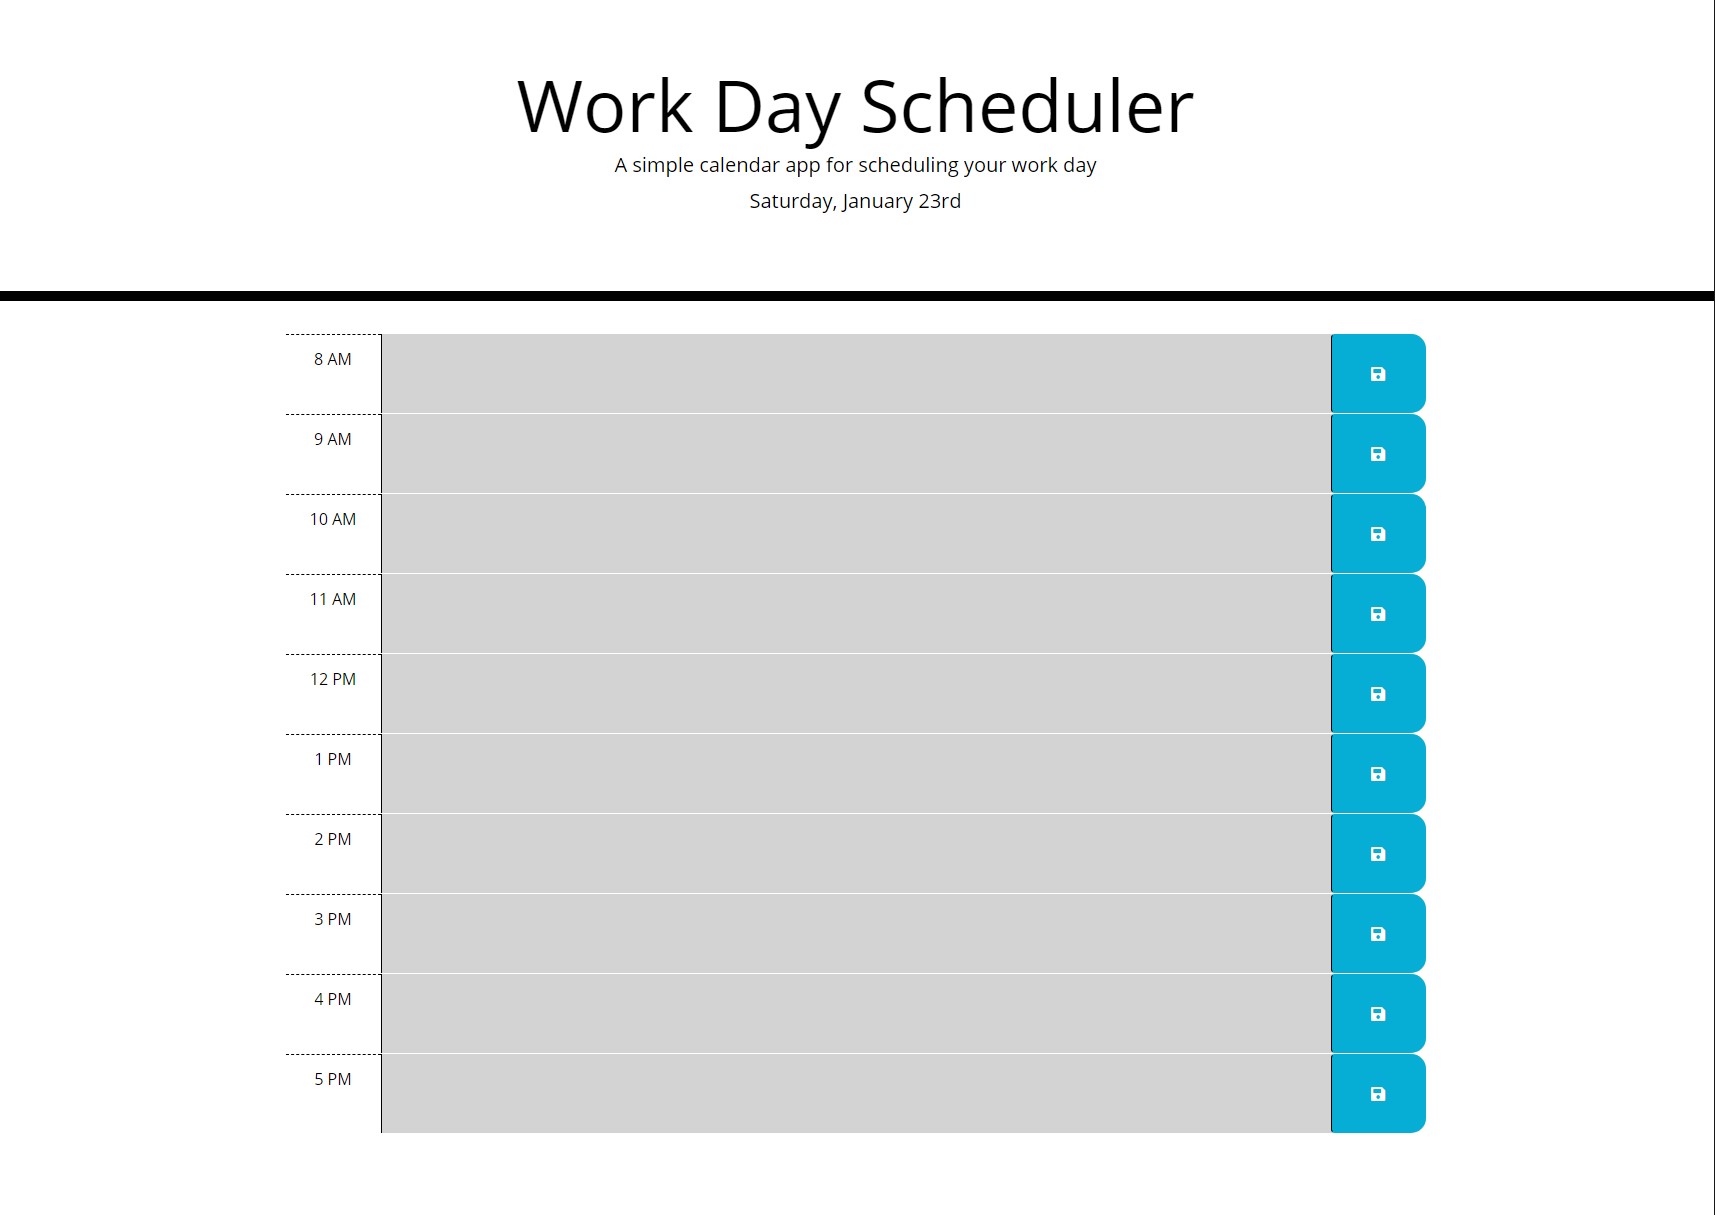 Work Day Scheduler
A simple calendar app for scheduling your work day
Saturday, January 23rd
8 AM
9 AM
10 AM
11 AM
12 PM
1 PM
2 PM
3 PM
4 PM
5 PM